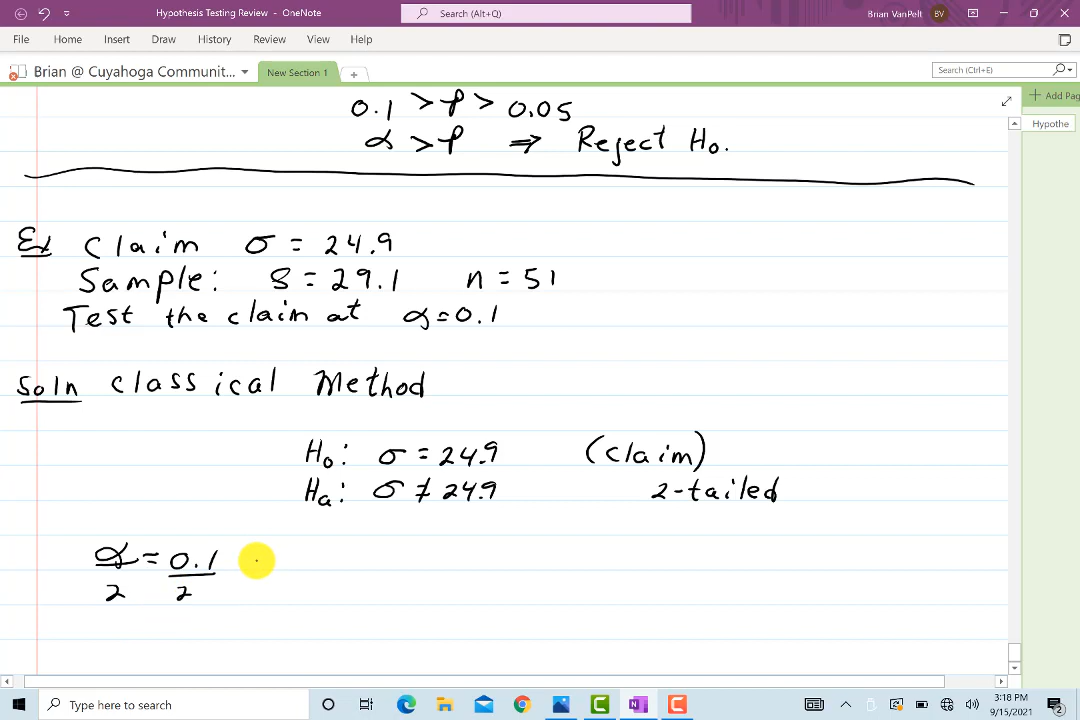 Hypothesis Testing Review - OneNote
Search (Alt+Q)
Brian VanPelt
BV
File Home Insert Draw History Review View Help
Brian @ Cuyahoga Communit...
New Section 1
Search (Ctrl+E)
Add Pag
Hypothe
0.1 > P > 0.05
α > P ⇒ Reject H0.
Ex Claim σ = 24.9
Sample: S = 29.1 n = 51
Test the claim at α = 0.1
Soln Classical Method
H0: σ = 24.9 (claim)
Ha: σ ≠ 24.9 2-tailed
α/2 = 0.1/2
Type here to search
3:18 PM
9/15/2021
2